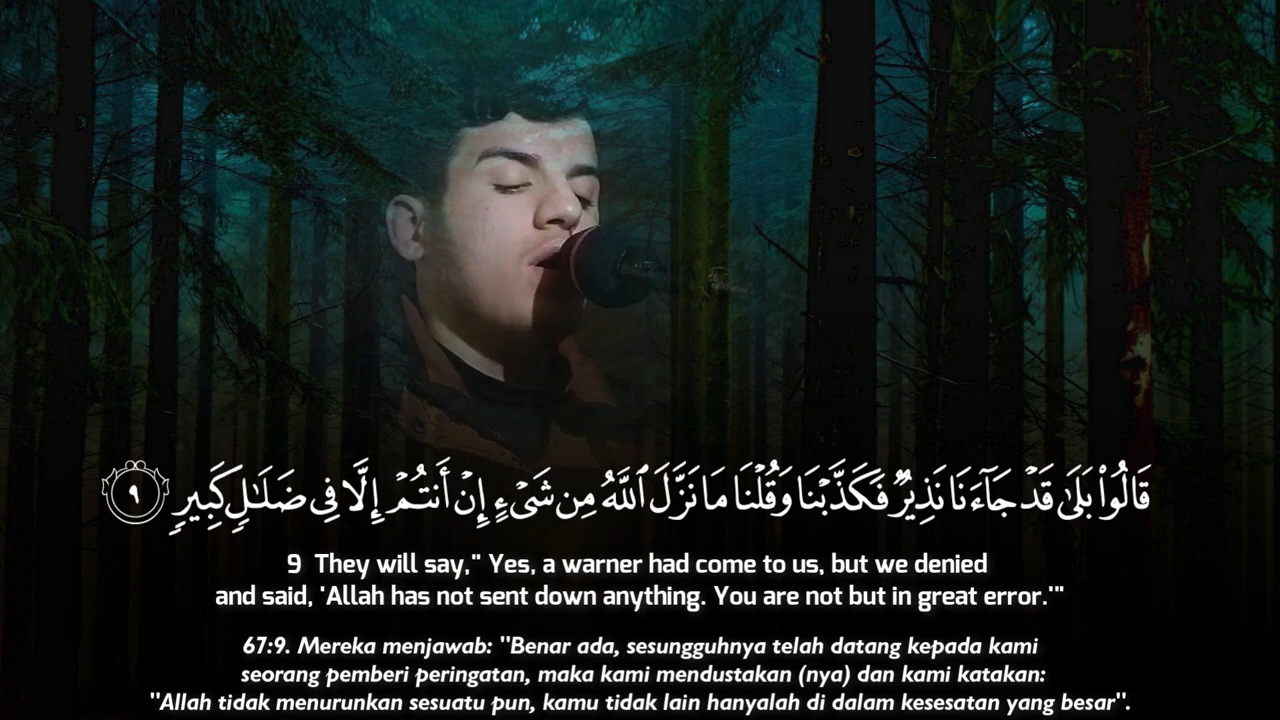 قَالُوا۟ بَلَىٰ قَدْ جَآءَنَا نَذِيرٌ فَكَذَّبْنَا وَقُلْنَا مَا نَزَّلَ ٱللَّهُ مِن شَىْءٍ إِنْ أَنتُمْ إِلَّا فِى ضَلَـٰلٍ كَبِيرٍ ٩
9 They will say," Yes, a warner had come to us, but we denied
and said, 'Allah has not sent down anything. You are not but in great error.'"
67:9. Mereka menjawab: "Benar ada, sesungguhnya telah datang kepada kami
seorang pemberi peringatan, maka kami mendustakan (nya) dan kami katakan:
"Allah tidak menurunkan sesuatu pun, kamu tidak lain hanyalah di dalam kesesatan yang besar".